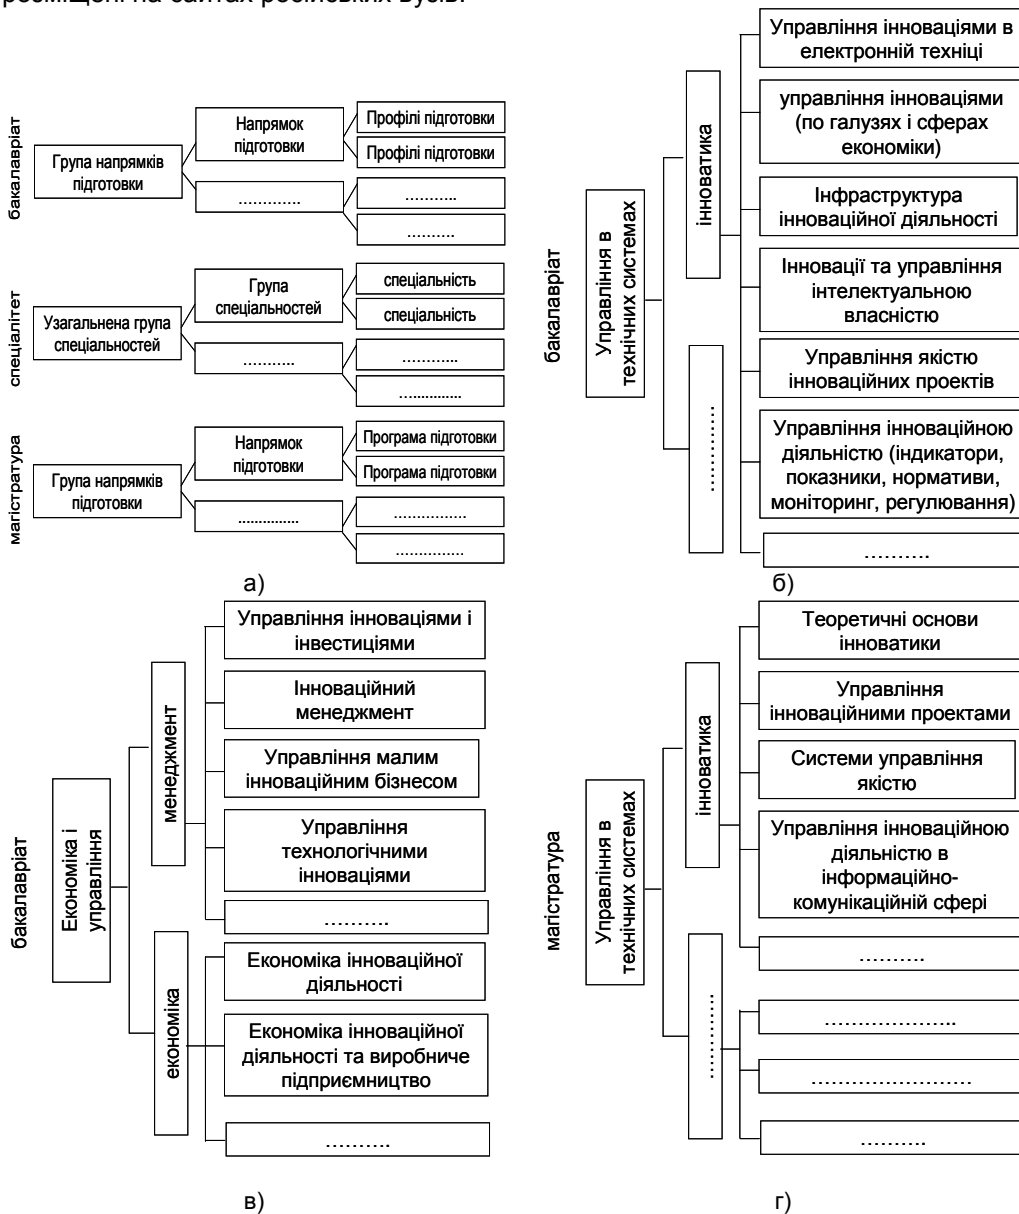 розміщені на сайтах російських вузів.
бакалавріат
Група напрямків
підготовки
Напрямок
підготовки
Профілі підготовки
Профілі підготовки
.............
..........
..........
спеціалітет
Узагальнена група
спеціальностей
Група
спеціальностей
спеціальність
спеціальність
...........
...........
…............
магістратура
Група напрямків
підготовки
Напрямок
підготовки
Програма підготовки
Програма підготовки
...............
...............
...............
а)
бакалавріат
Управління в
технічних системах
інноватика
Управління інноваціями в
електронній техніці
управління інноваціями
(по галузях і сферах
економіки)
Інфраструктура
інноваційної діяльності
Інновації та управління
інтелектуальною
власністю
Управління якістю
інноваційних проектів
Управління інноваційною
діяльністю (індикатори,
показники, нормативи,
моніторинг, регулювання)
..........
...............
б)
бакалавріат
Економіка і
управління
менеджмент
Управління інноваціями і
інвестиціями
Інноваційний
менеджмент
Управління малим
інноваційним бізнесом
Управління
технологічними
інноваціями
..........
економіка
Економіка інноваційної
діяльності
Економіка інноваційної
діяльності та виробниче
підприємництво
..........
в)
магістратура
Управління в
технічних системах
інноватика
Теоретичні основи
інноватики
Управління
інноваційними проектами
Системи управління
якістю
Управління інноваційною
діяльністю в
інформаційно-
комунікаційній сфері
..........
...............
....................
........................
..........
г)